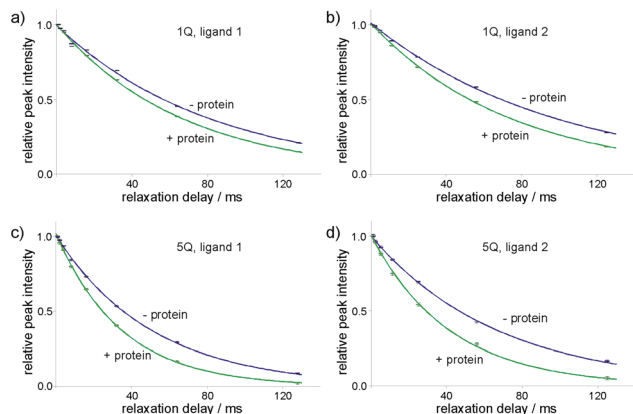 a)
1Q, ligand 1
relative peak intensity
1.0
0.5
0.0
- protein
+ protein
40
80
120
relaxation delay / ms
b)
1Q, ligand 2
relative peak intensity
1.0
0.5
0.0
- protein
+ protein
40
80
120
relaxation delay / ms
c)
5Q, ligand 1
relative peak intensity
1.0
0.5
0.0
- protein
+ protein
40
80
120
relaxation delay / ms
d)
5Q, ligand 2
relative peak intensity
1.0
0.5
0.0
- protein
+ protein
40
80
120
relaxation delay / ms